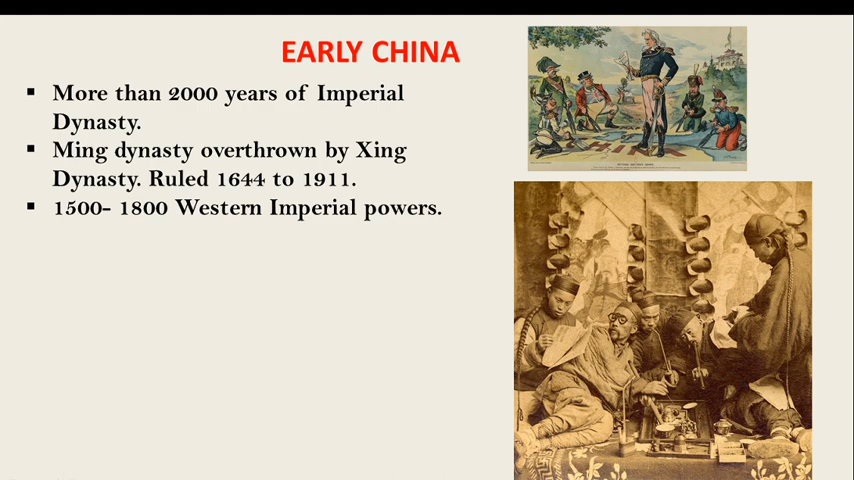 EARLY CHINA
▪ More than 2000 years of Imperial
Dynasty.
▪ Ming dynasty overthrown by Xing
Dynasty. Ruled 1644 to 1911.
▪ 1500- 1800 Western Imperial powers.